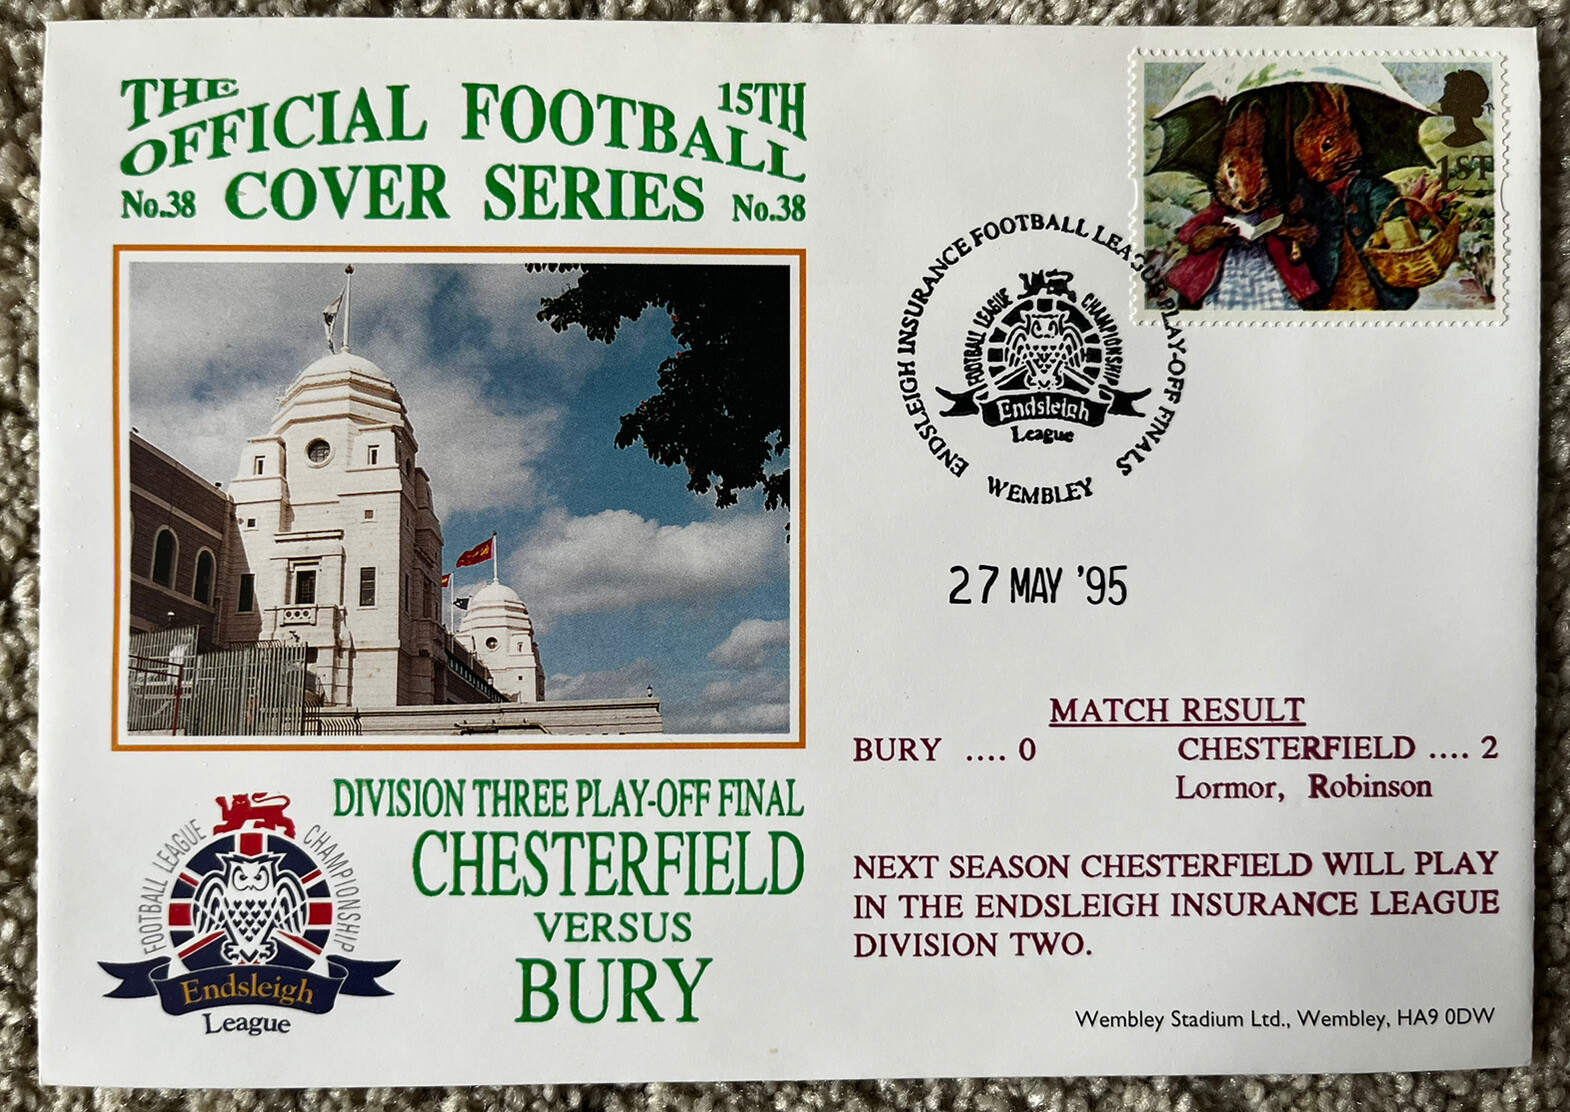 THE 15TH
OFFICIAL FOOTBALL
No.38 COVER SERIES No.38
1ST
ENDSLEIGH INSURANCE FOOTBALL LEAGUE PLAY-OFF FINALS
FOOTBALL LEAGUE CHAMPIONSHIP
Endsleigh
League
WEMBLEY
27 MAY '95
MATCH RESULT
BURY .... 0 CHESTERFIELD .... 2
Lormor, Robinson
DIVISION THREE PLAY-OFF FINAL
CHESTERFIELD
VERSUS
BURY
FOOTBALL LEAGUE CHAMPIONSHIP
Endsleigh
League
NEXT SEASON CHESTERFIELD WILL PLAY
IN THE ENDSLEIGH INSURANCE LEAGUE
DIVISION TWO.
Wembley Stadium Ltd., Wembley, HA9 0DW